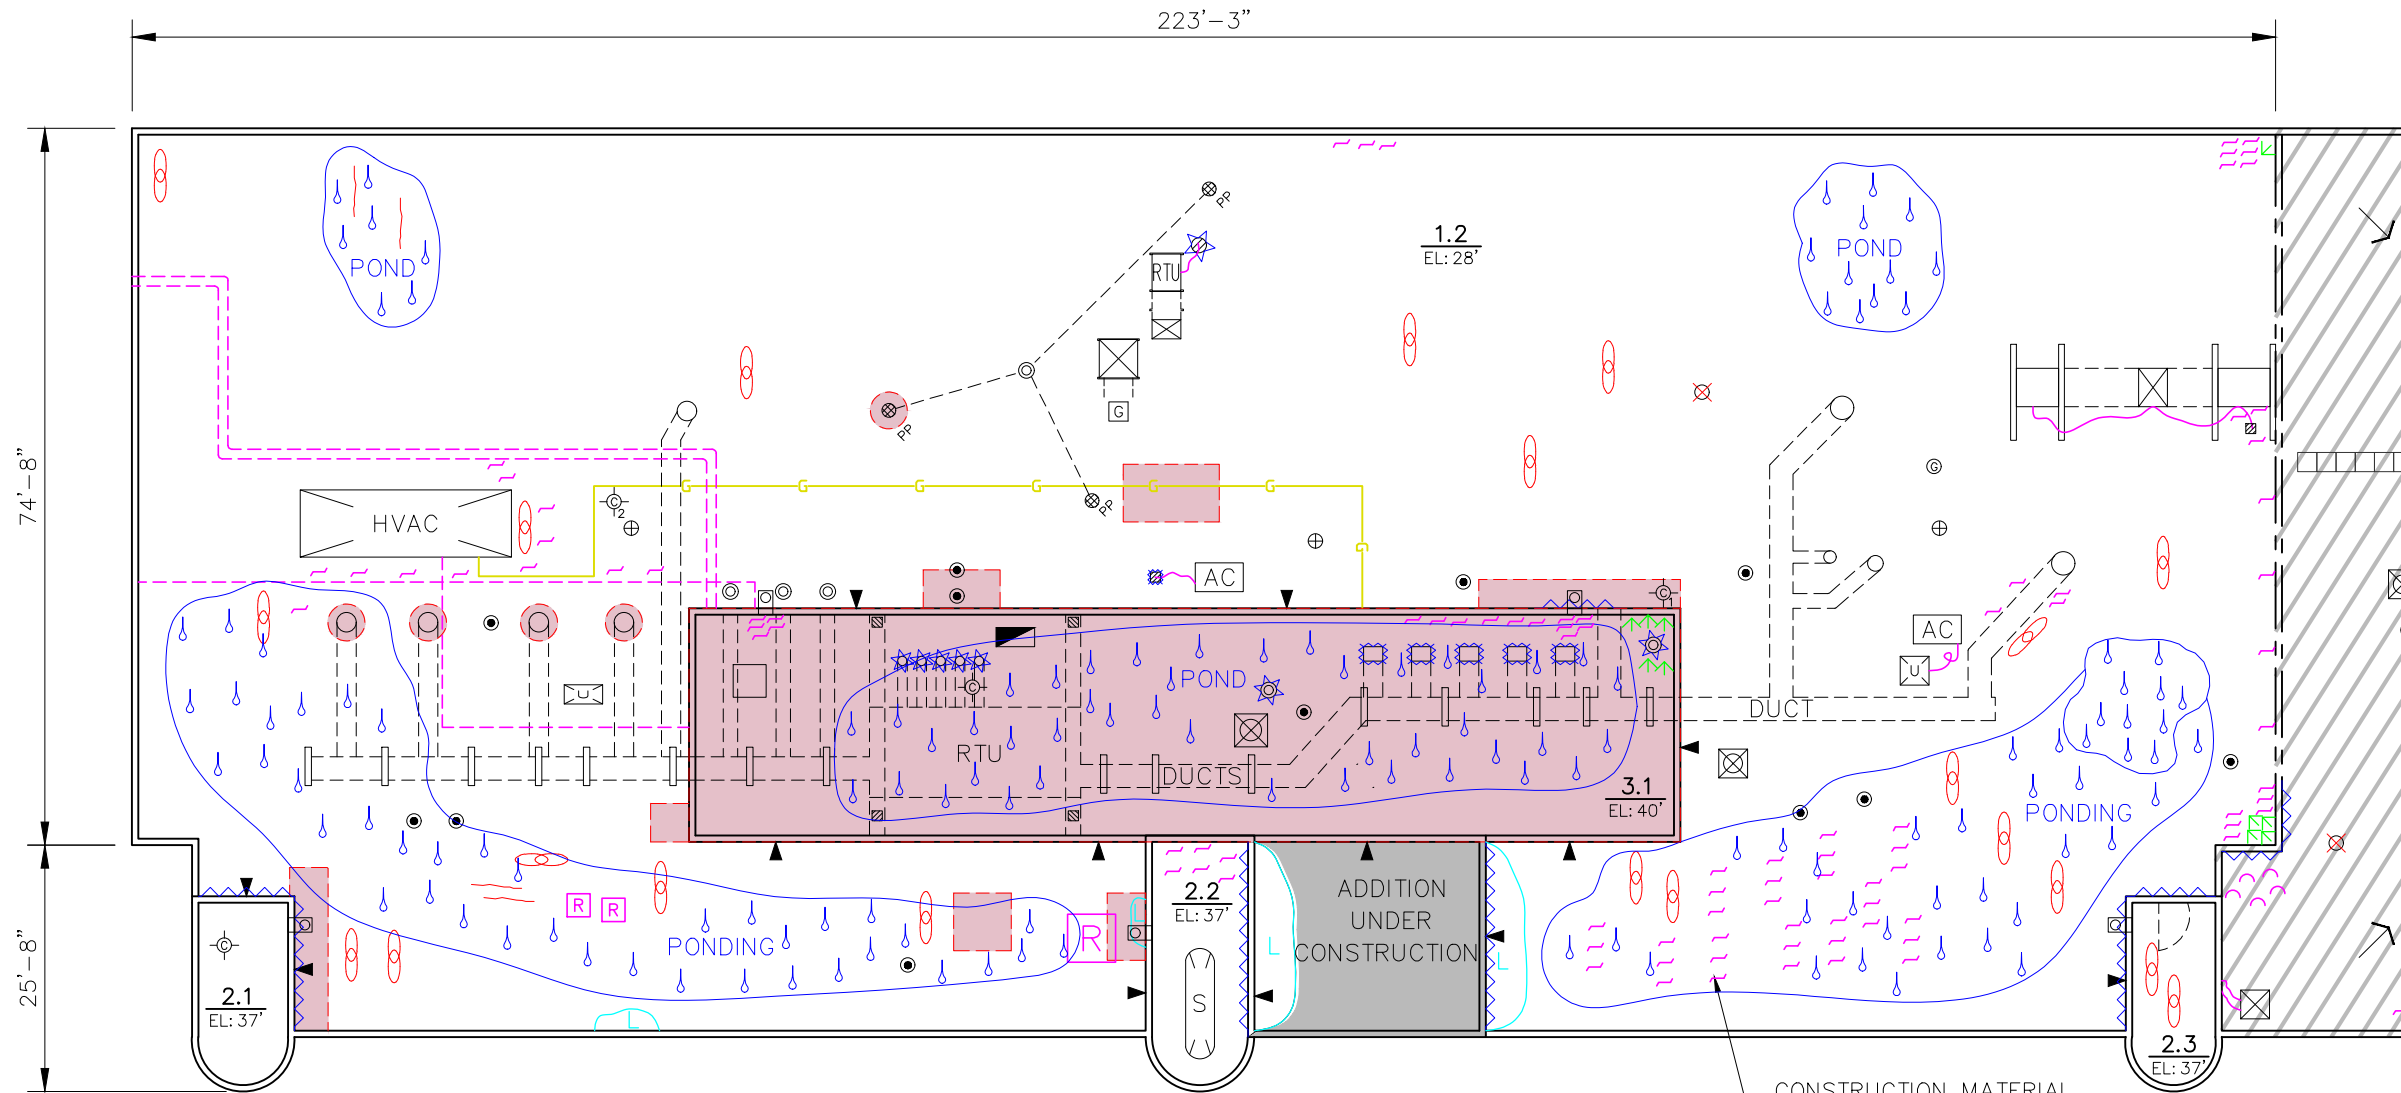 223'-3"
PP
1.2
EL: 28'
POND
POND
RTU
G
PP
74'-8"
G
G
G
G
G
G
G
HVAC
C
2
PP
G
AC
C
1
AC
U
U
POND
C
RTU
DUCTS
DUCT
3.1
EL: 40'
PONDING
R
R
R
PONDING
C
2.1
EL: 37'
25'-8"
L
L
2.2
EL: 37'
S
ADDITION
UNDER
CONSTRUCTION
L
L
2.3
EL: 37'
CONSTRUCTION MATERIAL